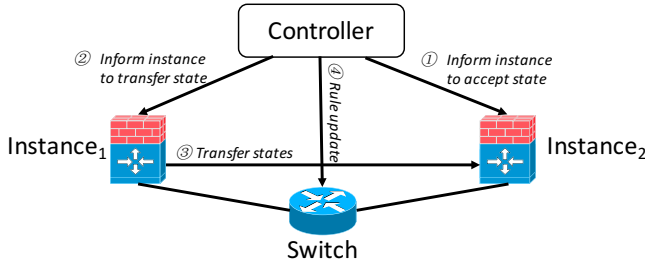 Controller
② Inform instance
to transfer state
① Inform instance
to accept state
④ Rule update
Instance1
③ Transfer states
Instance2
Switch